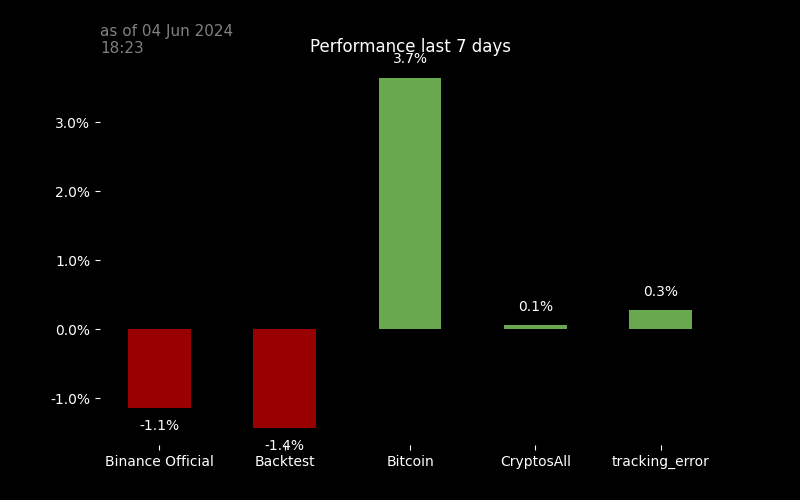 as of 04 Jun 2024
18:23
Performance last 7 days
3.7%
3.0%
2.0%
1.0%
0.3%
0.1%
0.0%
-1.0%
-1.1%
-1.4%
Binance Official
Backtest
Bitcoin
CryptosAll
tracking_error